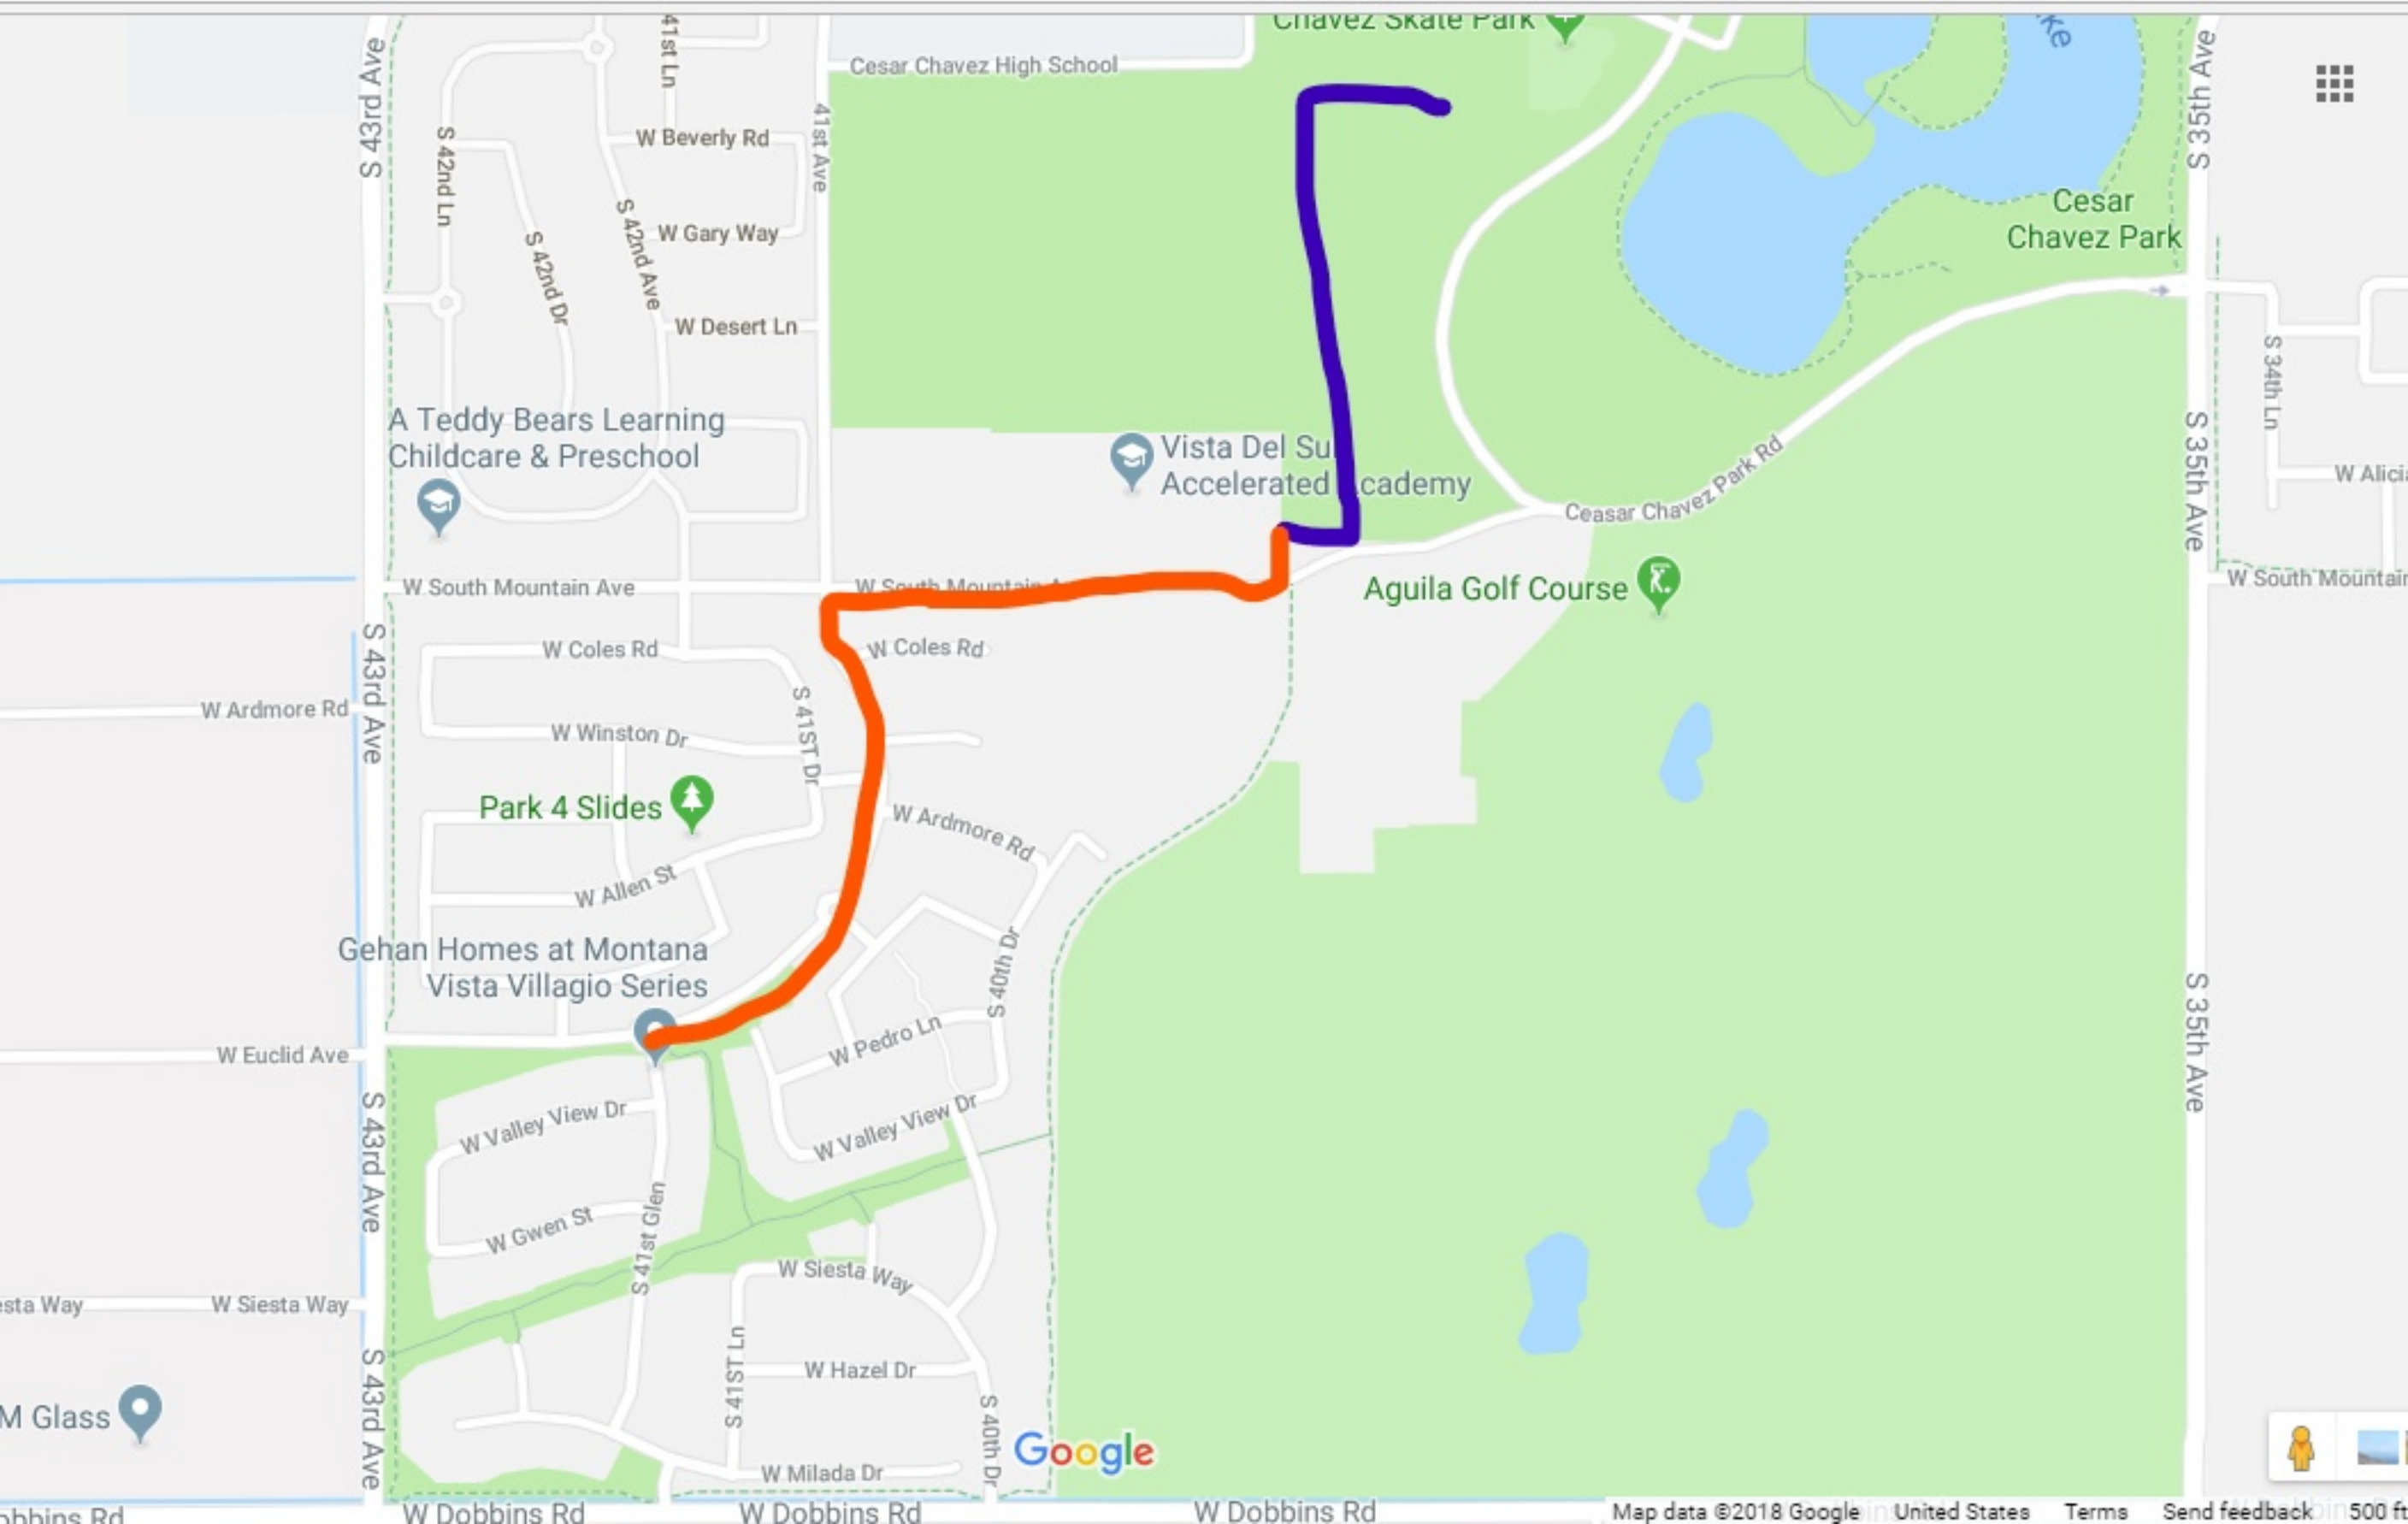 Chavez Skate Park
S 43rd Ave
41st Ln
Cesar Chavez High School
S 35th Ave
41st Ave
W Beverly Rd
S 42nd Ln
Cesar
Chavez Park
W Gary Way
S 42nd Ave
S 42nd Dr
W Desert Ln
S 34th Ln
A Teddy Bears Learning
Childcare & Preschool
Vista Del Su
Accelerated cademy
Ceasar Chavez Park Rd
S 35th Ave
W Alici
W South Mountain Ave
W South Mountain A
Aguila Golf Course
W South Mountain
S 43rd Ave
W Coles Rd
W Coles Rd
W Ardmore Rd
S 41ST Dr
W Winston Dr
Park 4 Slides
W Ardmore Rd
W Allen St
Gehan Homes at Montana
Vista Villagio Series
S 40th Dr
S 35th Ave
W Pedro Ln
W Euclid Ave
S 43rd Ave
W Valley View Dr
W Valley View Dr
W Gwen St
S 41st Glen
W Siesta Way
esta Way
W Siesta Way
S 41ST Ln
W Hazel Dr
S 43rd Ave
S 40th Dr
M Glass
Google
W Milada Dr
obbins Rd
W Dobbins Rd
W Dobbins Rd
W Dobbins Rd
Map data ©2018 Google
United States
Terms
Send feedback
500 ft